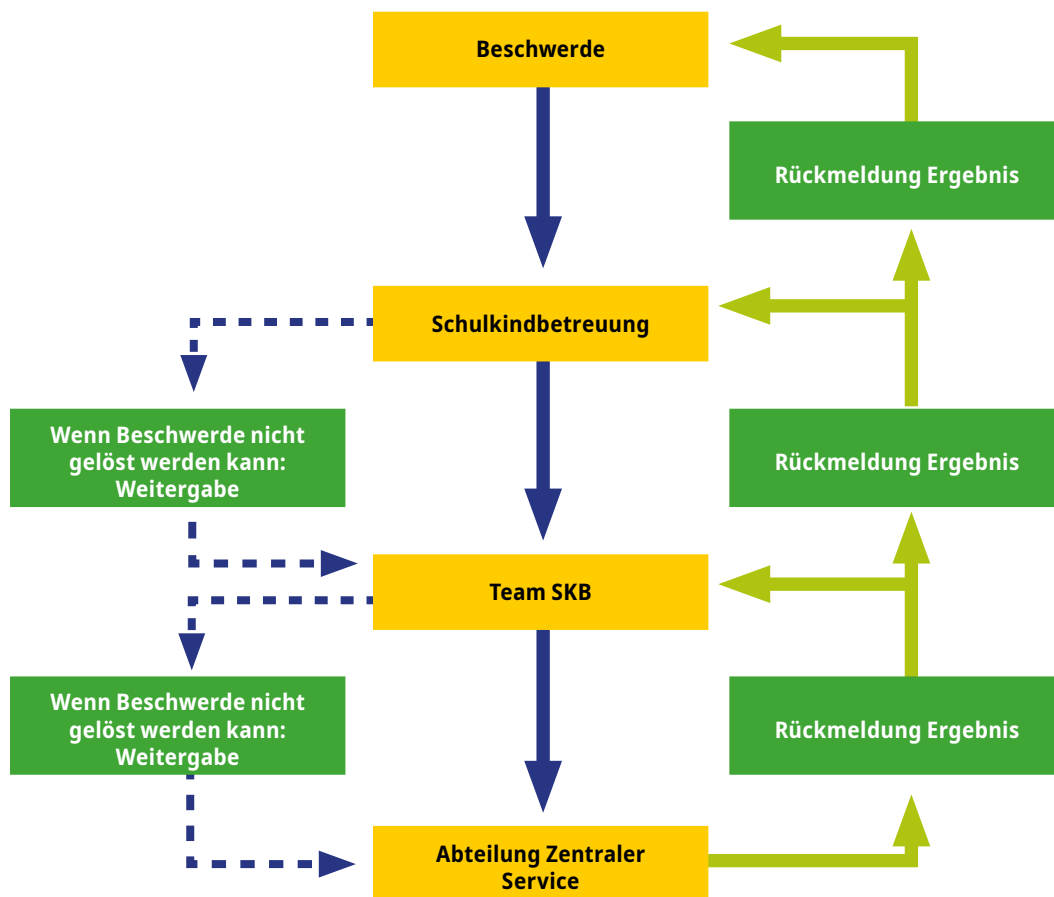 Beschwerde
Rückmeldung Ergebnis
Schulkindbetreuung
Wenn Beschwerde nicht
gelöst werden kann:
Weitergabe
Rückmeldung Ergebnis
Team SKB
Wenn Beschwerde nicht
gelöst werden kann:
Weitergabe
Rückmeldung Ergebnis
Abteilung Zentraler
Service